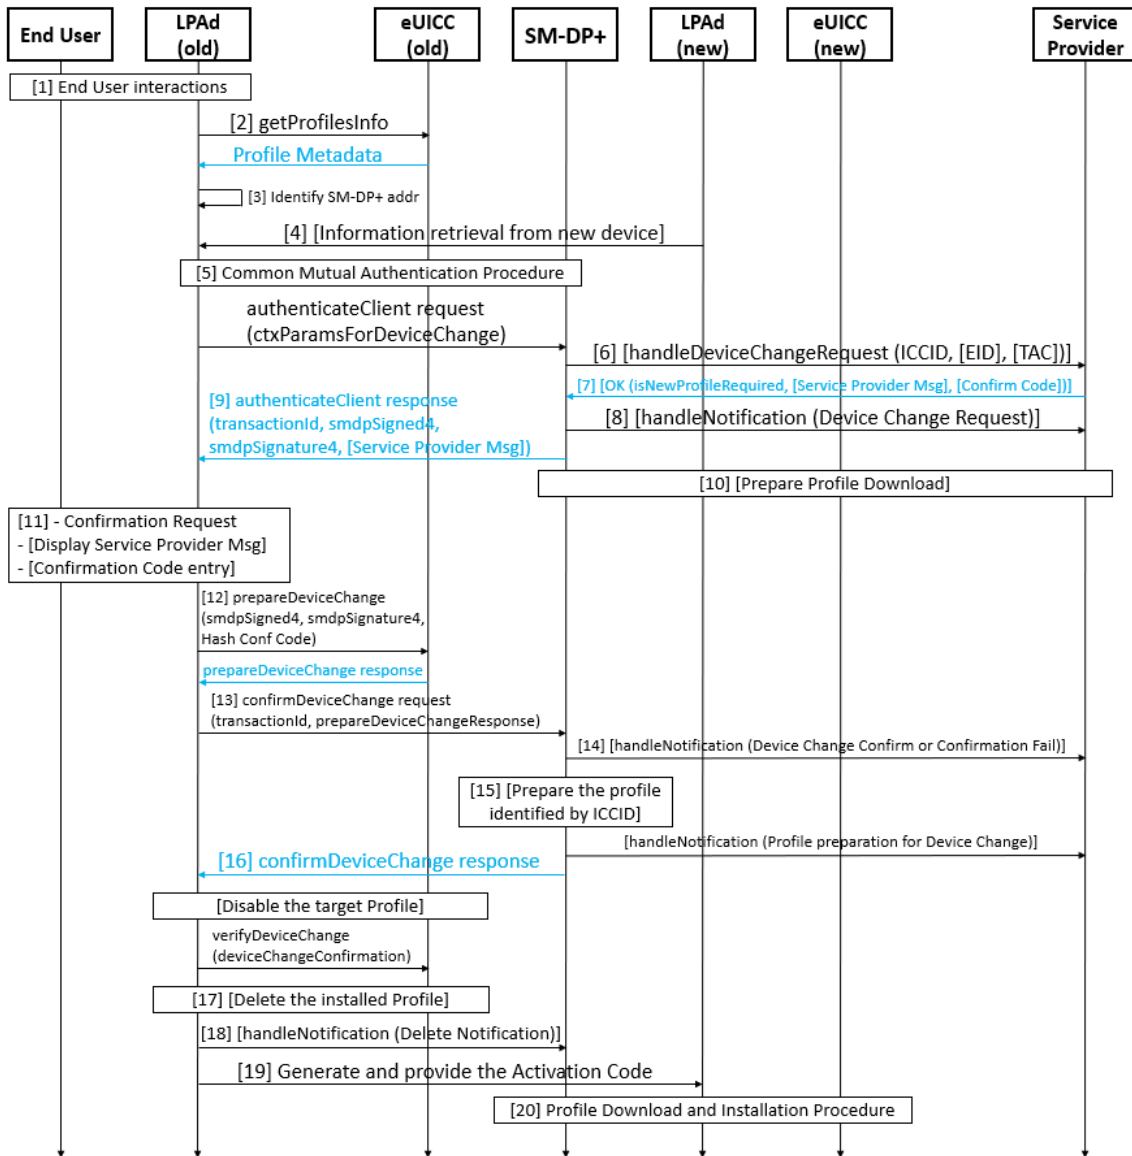 End User
LPAd
(old)
eUICC
(old)
SM-DP+
LPAd
(new)
eUICC
(new)
Service
Provider
[1] End User interactions
[2] getProfilesInfo
Profile Metadata
[3] Identify SM-DP+ addr
[4] [Information retrieval from new device]
[5] Common Mutual Authentication Procedure
authenticateClient request
(ctxParamsForDeviceChange)
[6] [handleDeviceChangeRequest (ICCID, [EID], [TAC])]
[7] [OK (isNewProfileRequired, [Service Provider Msg], [Confirm Code])]
[9] authenticateClient response
(transactionId, smdpSigned4,
smdpSignature4, [Service Provider Msg])
[8] [handleNotification (Device Change Request)]
[10] [Prepare Profile Download]
[11] - Confirmation Request
- [Display Service Provider Msg]
- [Confirmation Code entry]
[12] prepareDeviceChange
(smdpSigned4, smdpSignature4,
Hash Conf Code)
prepareDeviceChange response
[13] confirmDeviceChange request
(transactionId, prepareDeviceChangeResponse)
[14] [handleNotification (Device Change Confirm or Confirmation Fail)]
[15] [Prepare the profile
identified by ICCID]
[handleNotification (Profile preparation for Device Change)]
[16] confirmDeviceChange response
[Disable the target Profile]
verifyDeviceChange
(deviceChangeConfirmation)
[17] [Delete the installed Profile]
[18] [handleNotification (Delete Notification)]
[19] Generate and provide the Activation Code
[20] Profile Download and Installation Procedure